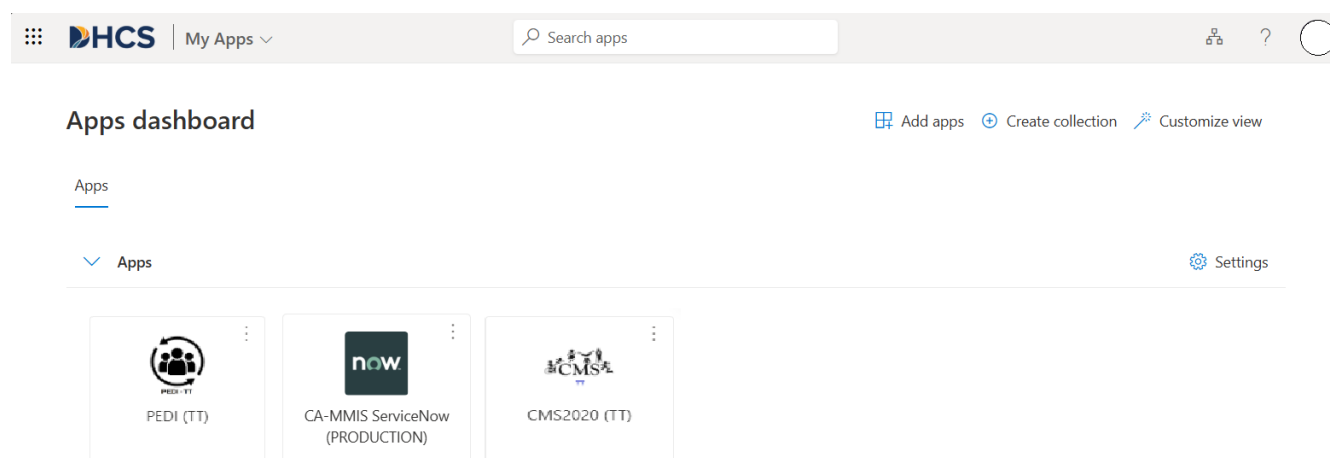 DHCS My Apps Search apps ?
Apps dashboard Add apps Create collection Customize view
Apps
Apps Settings
now.
CMS
PEDI - TT TT
PEDI (TT) CA-MMIS ServiceNow CMS2020 (TT)
(PRODUCTION)